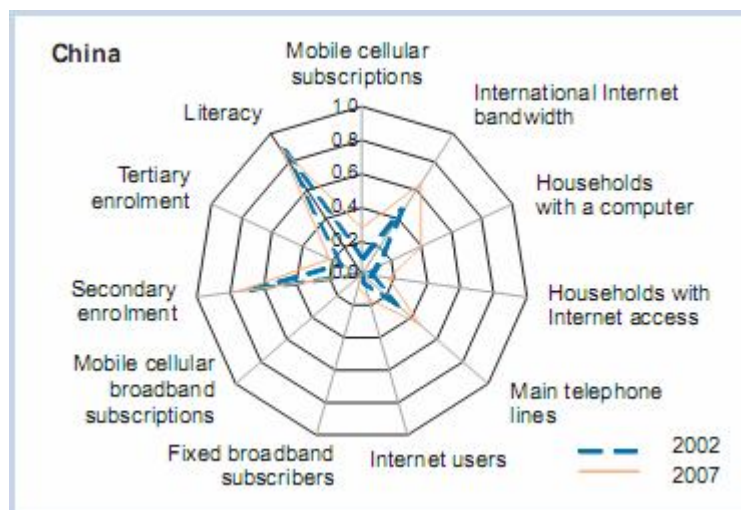 China
Mobile cellular
subscriptions
International Internet
bandwidth
Households
with a computer
Households with
Internet access
Main telephone
lines
Internet users
Fixed broadband
subscribers
Mobile cellular
broadband
subscriptions
Secondary
enrolment
Tertiary
enrolment
Literacy
1.0
0.8
0.6
0.4
0.2
0.0
2002
2007